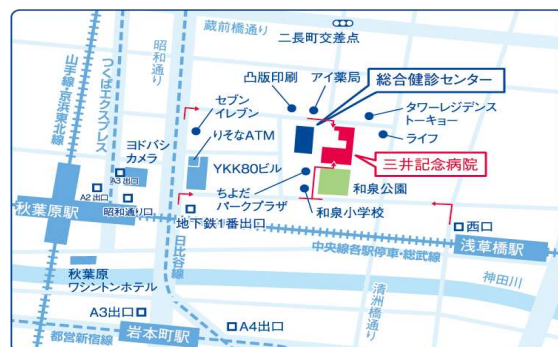 蔵前橋通り
二長町交差点
昭和通り
つくばエクスプレス
山手線・京浜東北線
凸版印刷
アイ薬局
総合健診センター
セブン
イレブン
りそなATM
タワーレジデンス
トーキョー
ライフ
ヨドバシ
カメラ
YKK80ビル
三井記念病院
A3出口
A2出口
ちよだ
パークプラザ
和泉公園
秋葉原駅
昭和通り口
地下鉄1番出口
和泉小学校
西口
中央線各駅停車・総武線
浅草橋駅
日比谷線
秋葉原
ワシントンホテル
神田川
清洲橋通り
A3出口
A4出口
岩本町駅
都営新宿線